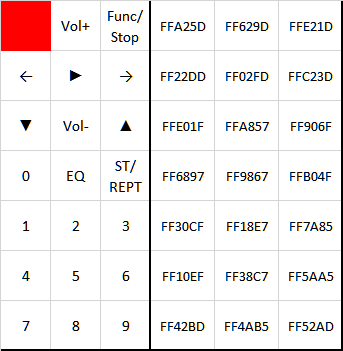 Vol+ Func/ Stop FFA25D FF629D FFE21D
← ► → FF22DD FF02FD FFC23D
▼ Vol- ▲ FFE01F FFA857 FF906F
0 EQ ST/ REPT FF6897 FF9867 FFB04F
1 2 3 FF30CF FF18E7 FF7A85
4 5 6 FF10EF FF38C7 FF5AA5
7 8 9 FF42BD FF4AB5 FF52AD